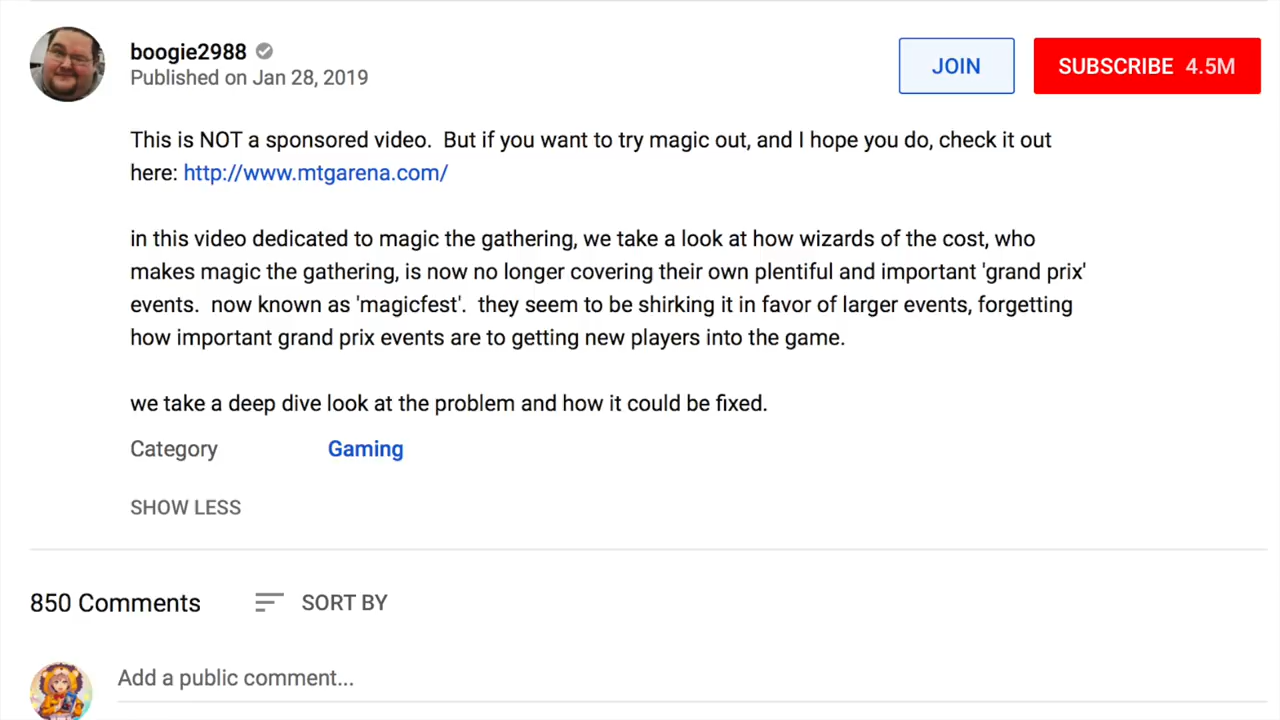 boogie2988
Published on Jan 28, 2019
JOIN
SUBSCRIBE 4.5M
This is NOT a sponsored video.  But if you want to try magic out, and I hope you do, check it out
here: http://www.mtgarena.com/
in this video dedicated to magic the gathering, we take a look at how wizards of the cost, who
makes magic the gathering, is now no longer covering their own plentiful and important 'grand prix'
events.  now known as 'magicfest'.  they seem to be shirking it in favor of larger events, forgetting
how important grand prix events are to getting new players into the game.
we take a deep dive look at the problem and how it could be fixed.
Category Gaming
SHOW LESS
850 Comments SORT BY
Add a public comment...